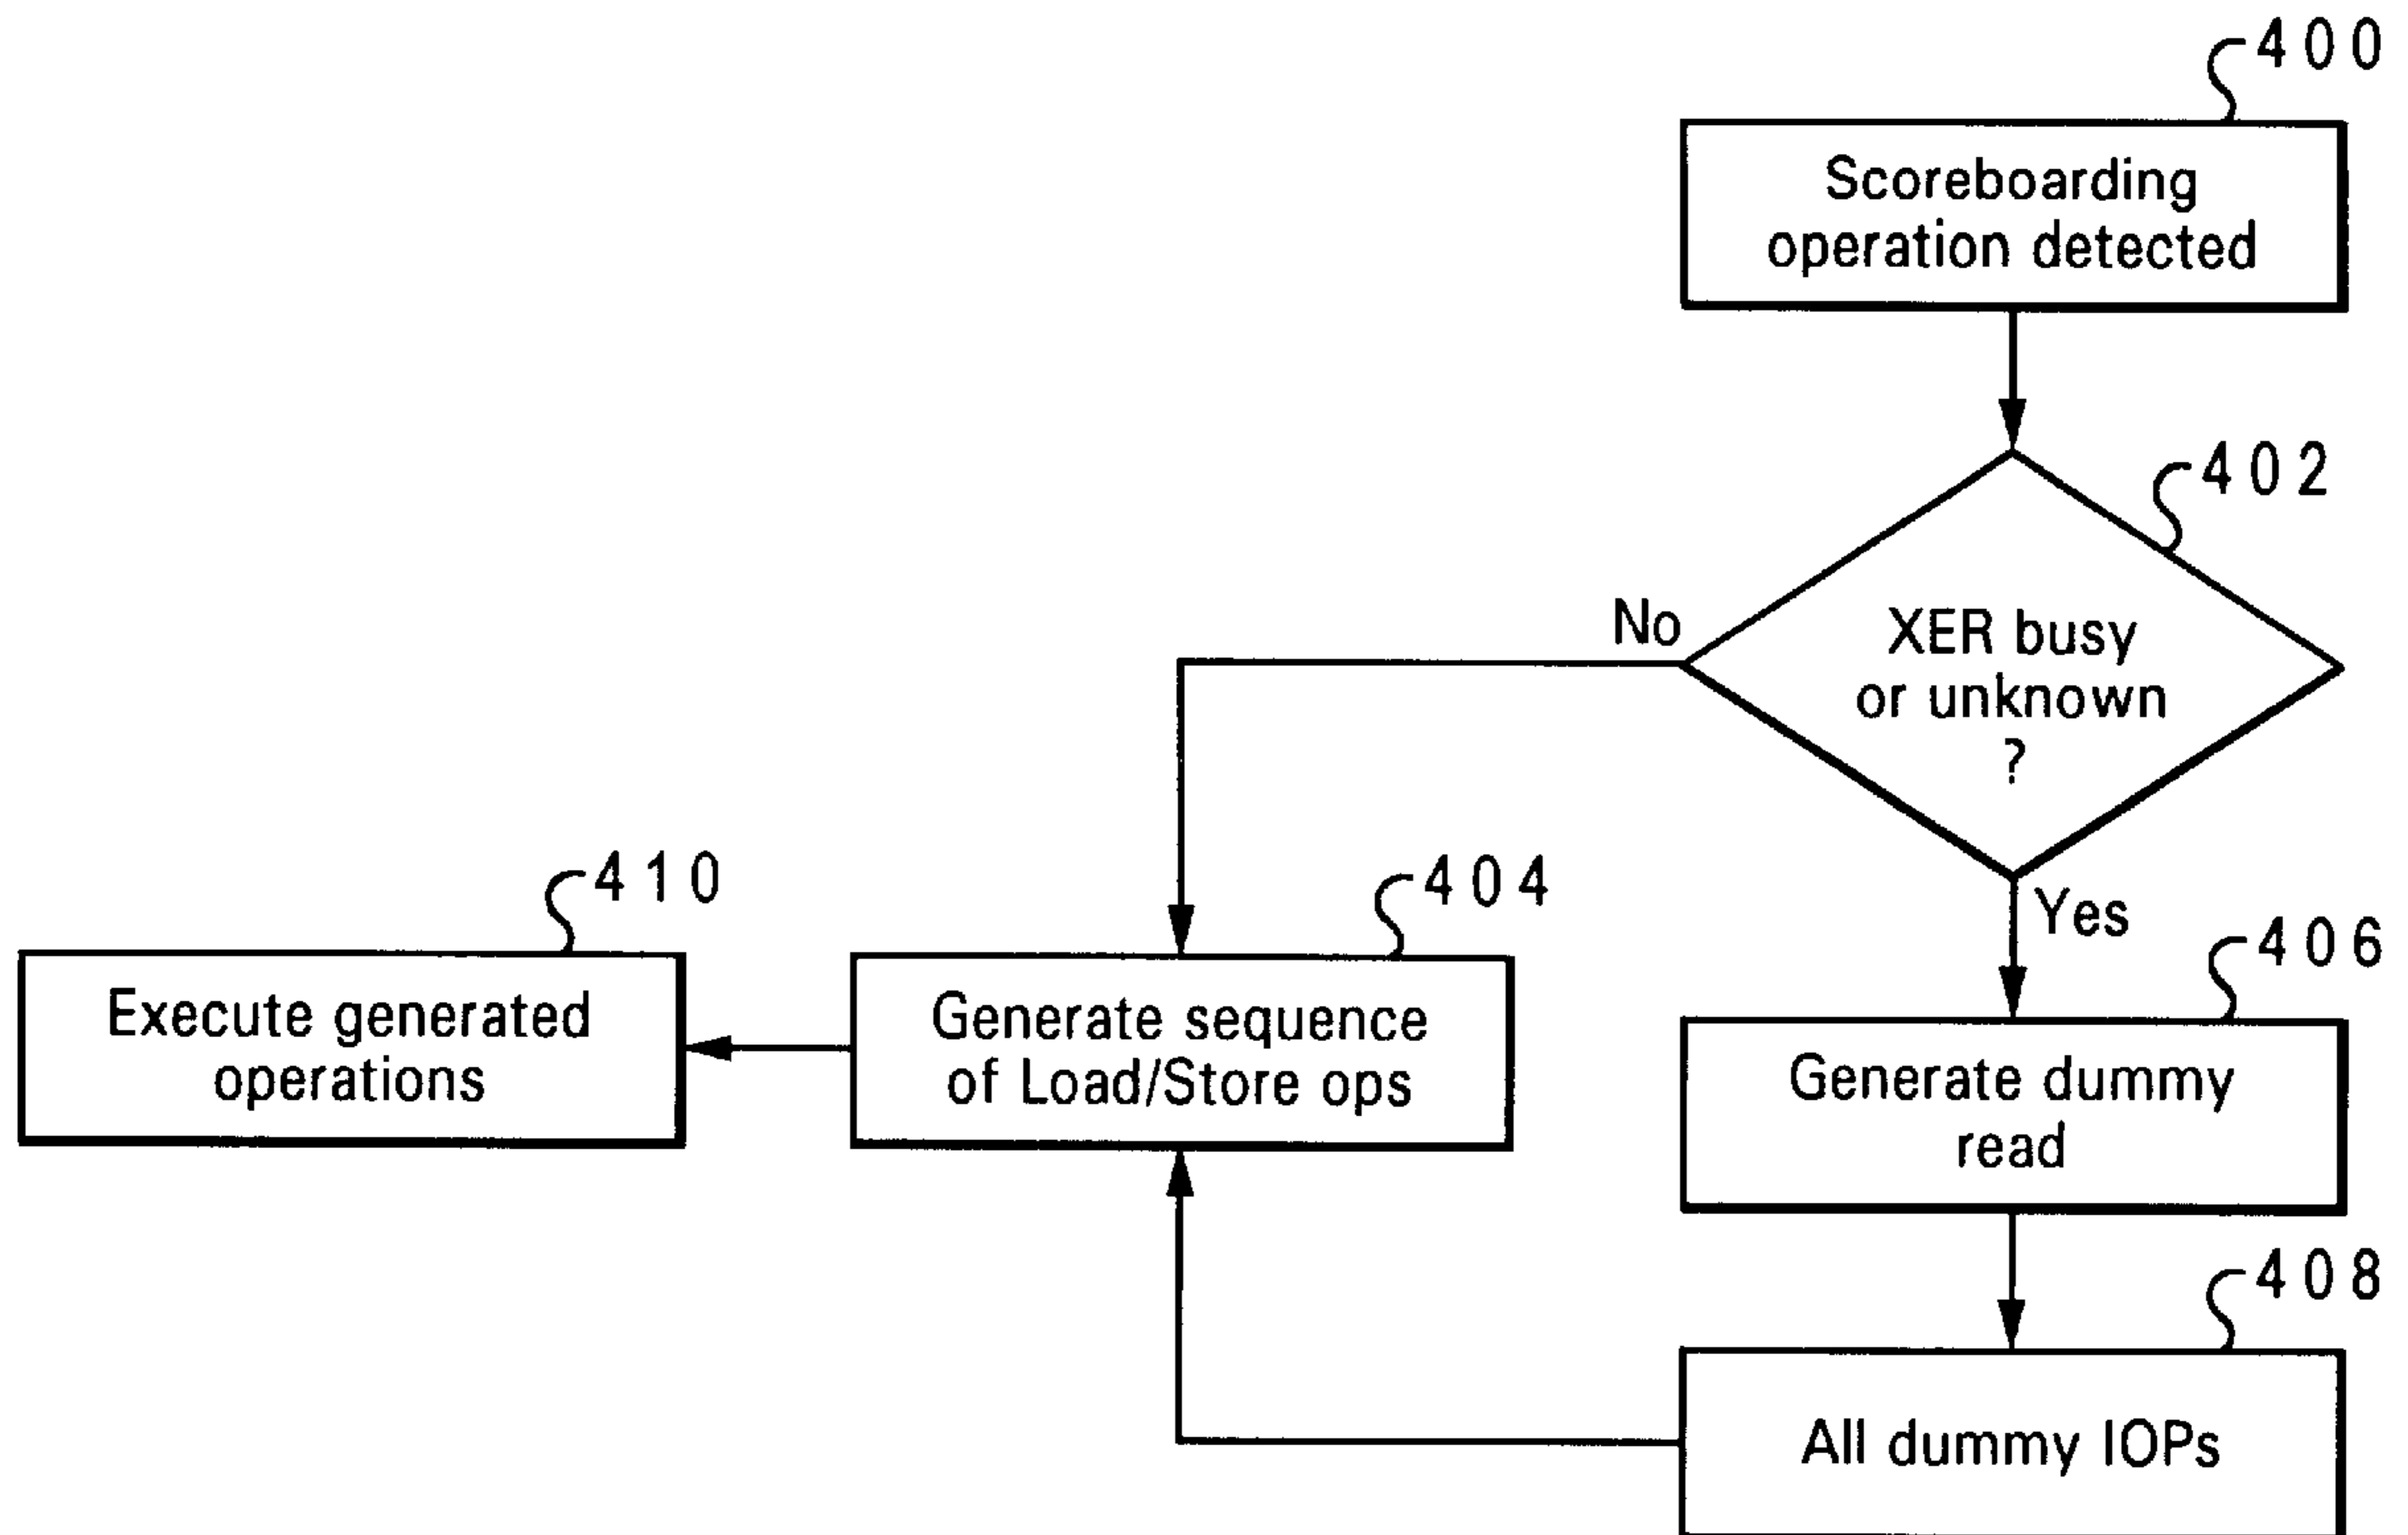 400
Scoreboarding
operation detected
402
XER busy
or unknown
?
No
Yes
404
Generate sequence
of Load/Store ops
410
Execute generated
operations
406
Generate dummy
read
408
All dummy IOPs